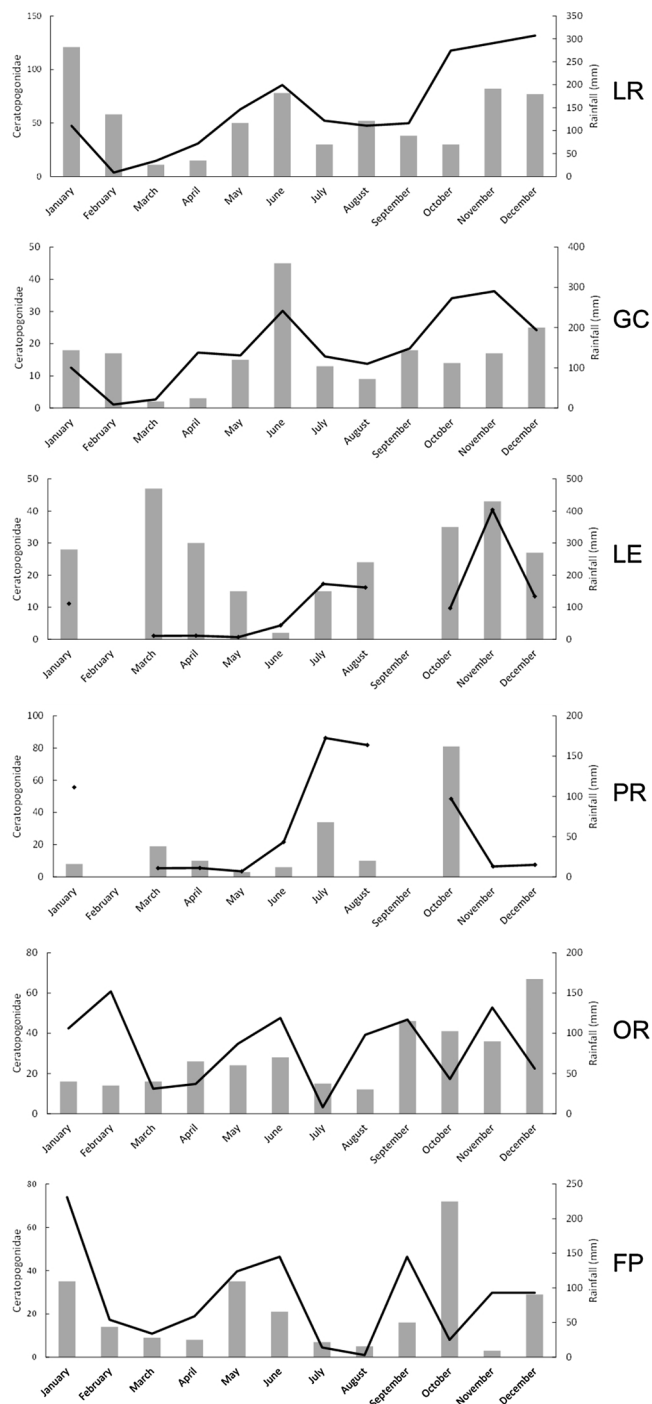 150
100
50
0
Ceratopogonidae
350
300
250
200
150
100
50
0
Rainfall (mm)
LR
January
February
March
April
May
June
July
August
September
October
November
December
50
40
30
20
10
0
Ceratopogonidae
400
300
200
100
0
Rainfall (mm)
GC
January
February
March
April
May
June
July
August
September
October
November
December
50
40
30
20
10
0
Ceratopogonidae
500
400
300
200
100
0
Rainfall (mm)
LE
January
February
March
April
May
June
July
August
September
October
November
December
100
80
60
40
20
0
Ceratopogonidae
200
150
100
50
0
Rainfall (mm)
PR
January
February
March
April
May
June
July
August
September
October
November
December
80
60
40
20
0
Ceratopogonidae
200
150
100
50
0
Rainfall (mm)
OR
January
February
March
April
May
June
July
August
September
October
November
December
80
60
40
20
0
Ceratopogonidae
250
200
150
100
50
0
Rainfall (mm)
FP
January
February
March
April
May
June
July
August
September
October
November
December